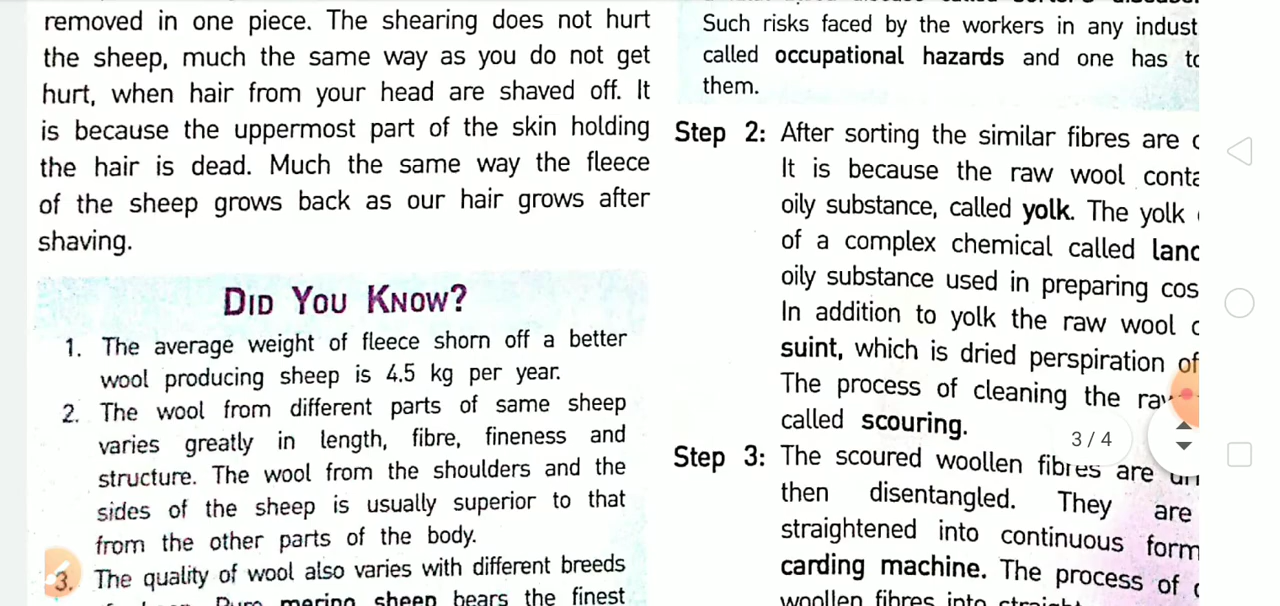 removed in one piece. The shearing does not hurt
the sheep, much the same way as you do not get
hurt, when hair from your head are shaved off. It
is because the uppermost part of the skin holding
the hair is dead. Much the same way the fleece
of the sheep grows back as our hair grows after
shaving.
DID YOU KNOW?
1. The average weight of fleece shorn off a better
wool producing sheep is 4.5 kg per year.
2. The wool from different parts of same sheep
varies greatly in length, fibre, fineness and
structure. The wool from the shoulders and the
sides of the sheep is usually superior to that
from the other parts of the body.
3. The quality of wool also varies with different breeds
merino sheep bears the finest
Such risks faced by the workers in any indust
called occupational hazards and one has to
them.
Step 2: After sorting the similar fibres are
It is because the raw wool conta
oily substance, called yolk. The yolk
of a complex chemical called lano
oily substance used in preparing cos
In addition to yolk the raw wool
suint, which is dried perspiration of
The process of cleaning the raw
called scouring.
Step 3: The scoured woollen fibres are
then disentangled. They are
straightened into continuous form
carding machine. The process of
woollen fibres into straight
3 / 4